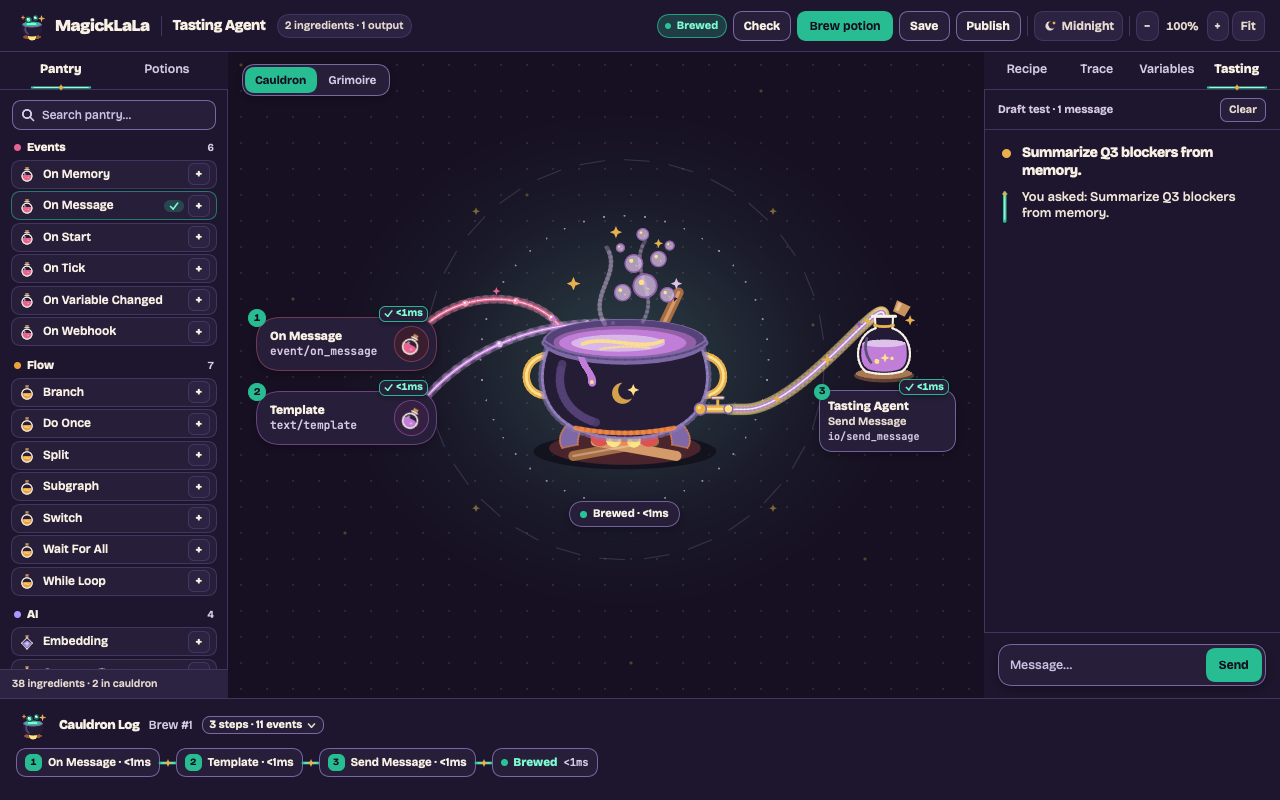 MagickLaLa
Tasting Agent
2 ingredients · 1 output
Brewed
Check
Brew potion
Save
Publish
Midnight
−
100%
+
Fit
Pantry
Potions
Search pantry...
Events
6
On Memory
+
On Message
+
On Start
+
On Tick
+
On Variable Changed
+
On Webhook
+
Flow
7
Branch
+
Do Once
+
Split
+
Subgraph
+
Switch
+
Wait For All
+
While Loop
+
AI
4
Embedding
+
38 ingredients · 2 in cauldron
Cauldron
Grimoire
1
<1ms
On Message
event/on_message
2
<1ms
Template
text/template
Brewed · <1ms
3
<1ms
Tasting Agent
Send Message
io/send_message
Recipe
Trace
Variables
Tasting
Draft test · 1 message
Clear
Summarize Q3 blockers from
memory.
You asked: Summarize Q3 blockers
from memory.
Message...
Send
Cauldron Log
Brew #1
3 steps · 11 events
1 On Message · <1ms
2 Template · <1ms
3 Send Message · <1ms
Brewed <1ms